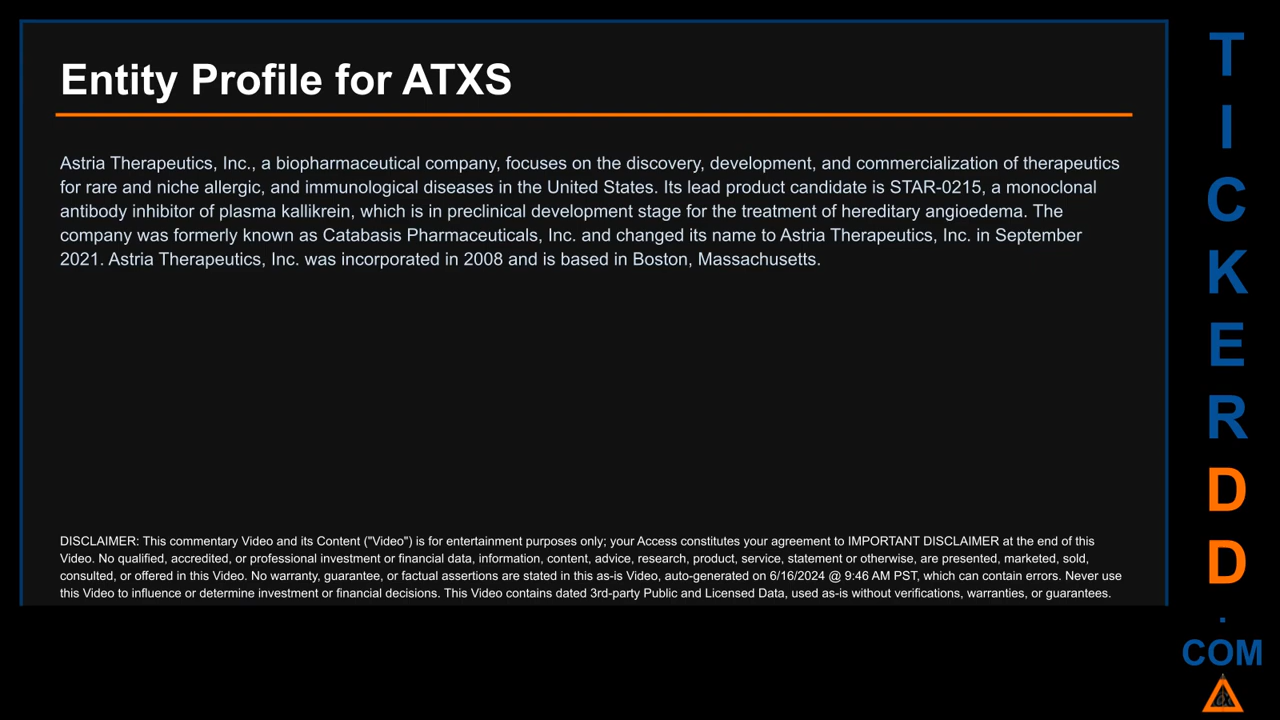 Entity Profile for ATXS
Astria Therapeutics, Inc., a biopharmaceutical company, focuses on the discovery, development, and commercialization of therapeutics
for rare and niche allergic, and immunological diseases in the United States. Its lead product candidate is STAR-0215, a monoclonal
antibody inhibitor of plasma kallikrein, which is in preclinical development stage for the treatment of hereditary angioedema. The
company was formerly known as Catabasis Pharmaceuticals, Inc. and changed its name to Astria Therapeutics, Inc. in September
2021. Astria Therapeutics, Inc. was incorporated in 2008 and is based in Boston, Massachusetts.
DISCLAIMER: This commentary Video and its Content ("Video") is for entertainment purposes only; your Access constitutes your agreement to IMPORTANT DISCLAIMER at the end of this
Video. No qualified, accredited, or professional investment or financial data, information, content, advice, research, product, service, statement or otherwise, are presented, marketed, sold,
consulted, or offered in this Video. No warranty, guarantee, or factual assertions are stated in this as-is Video, auto-generated on 6/16/2024 @ 9:46 AM PST, which can contain errors. Never use
this Video to influence or determine investment or financial decisions. This Video contains dated 3rd-party Public and Licensed Data, used as-is without verifications, warranties, or guarantees.
T
I
C
K
E
R
D
D
.
COM